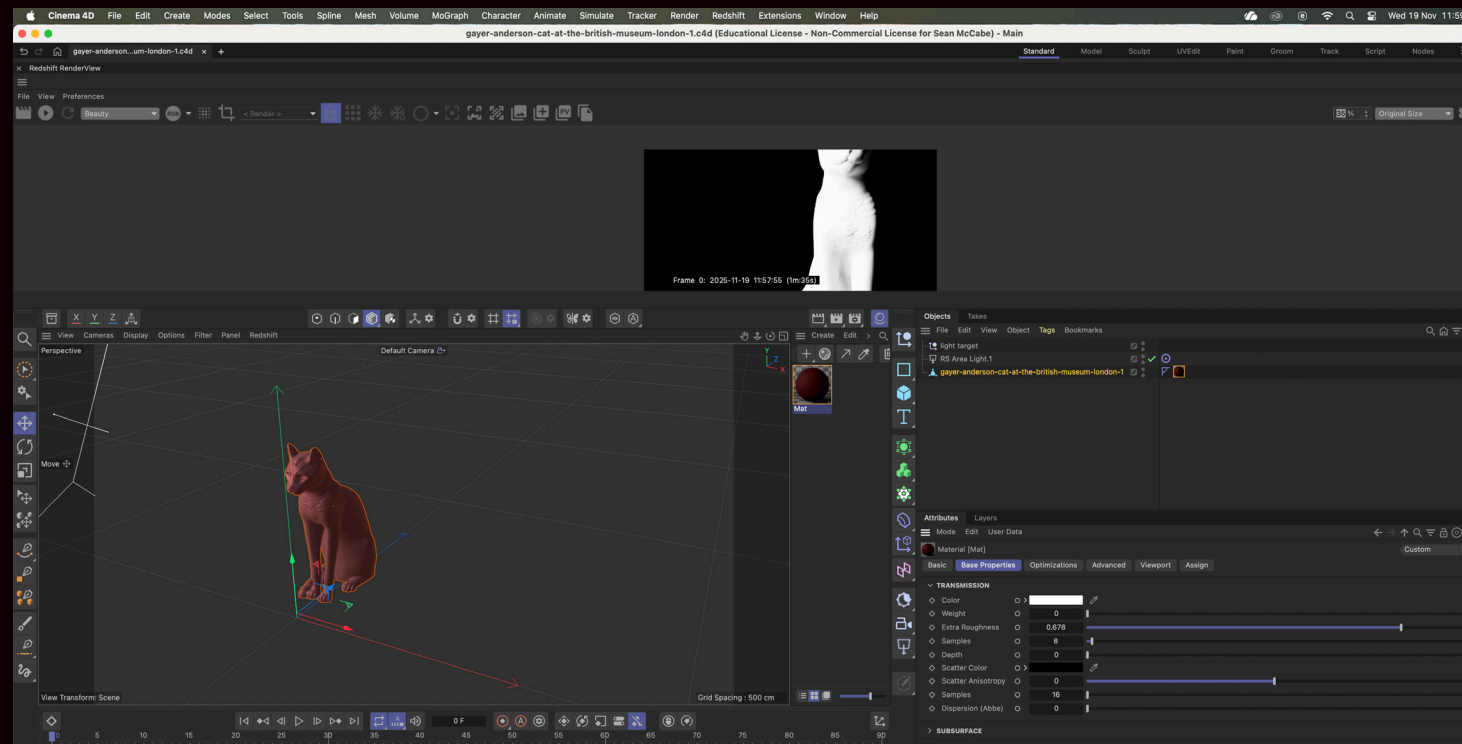 Cinema 4D File Edit Create Modes Select Tools Spline Mesh Volume MoGraph Character Animate Simulate Tracker Render Redshift Extensions Window Help Wed 19 Nov 11:59
gayer-anderson-cat-at-the-british-museum-london-1.c4d (Educational License - Non-Commercial License for Sean McCabe) - Main
gayer-anderson...um-london-1.c4d × + Standard Model Sculpt UVEdit Paint Groom Track Script Nodes
× Redshift RenderView
File View Preferences
Beauty RGB < Render > PV % Original Size
Frame 0: 2025-11-19 11:57:55 (1m:35s)
X Y Z
View Cameras Display Options Filter Panel Redshift
Perspective Default Camera
Y
Z
X
Move
View Transform: Scene Grid Spacing : 500 cm
Create Edit >
Mat
Objects Takes
File Edit View Object Tags Bookmarks
light target
RS Area Light.1
gayer-anderson-cat-at-the-british-museum-london-1
Attributes Layers
Mode Edit User Data
Material [Mat] Custom
Basic Base Properties Optimizations Advanced Viewport Assign
TRANSMISSION
Color
Weight 0
Extra Roughness 0.678
Samples 8
Depth 0
Scatter Color
Scatter Anisotropy 0
Samples 16
Dispersion (Abbe) 0
SUBSURFACE
0 F
0 5 10 15 20 25 30 35 40 45 50 55 60 65 70 75 80 85 90